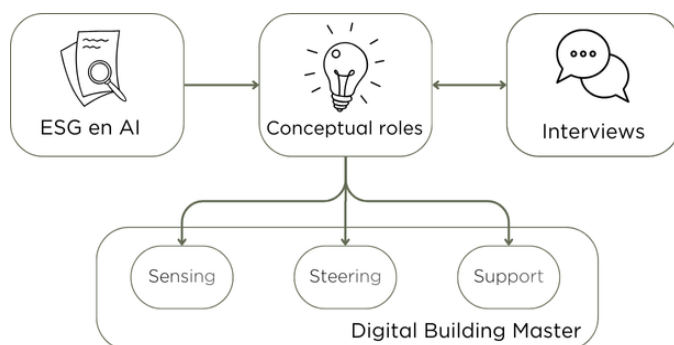 ESG en AI
Conceptual roles
Interviews
Sensing
Steering
Support
Digital Building Master